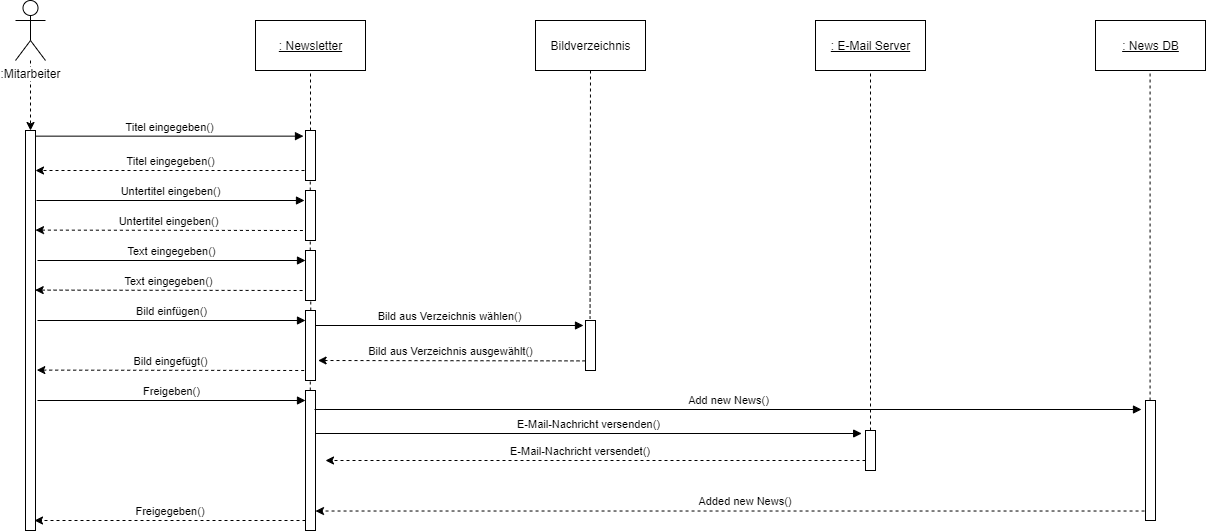 : Newsletter
Bildverzeichnis
: E-Mail Server
: News DB
:Mitarbeiter
Titel eingegeben()
Titel eingegeben()
Untertitel eingeben()
Untertitel eingeben()
Text eingegeben()
Text eingegeben()
Bild einfügen()
Bild aus Verzeichnis wählen()
Bild aus Verzeichnis ausgewählt()
Bild eingefügt()
Freigeben()
Add new News()
E-Mail-Nachricht versenden()
E-Mail-Nachricht versendet()
Added new News()
Freigegeben()